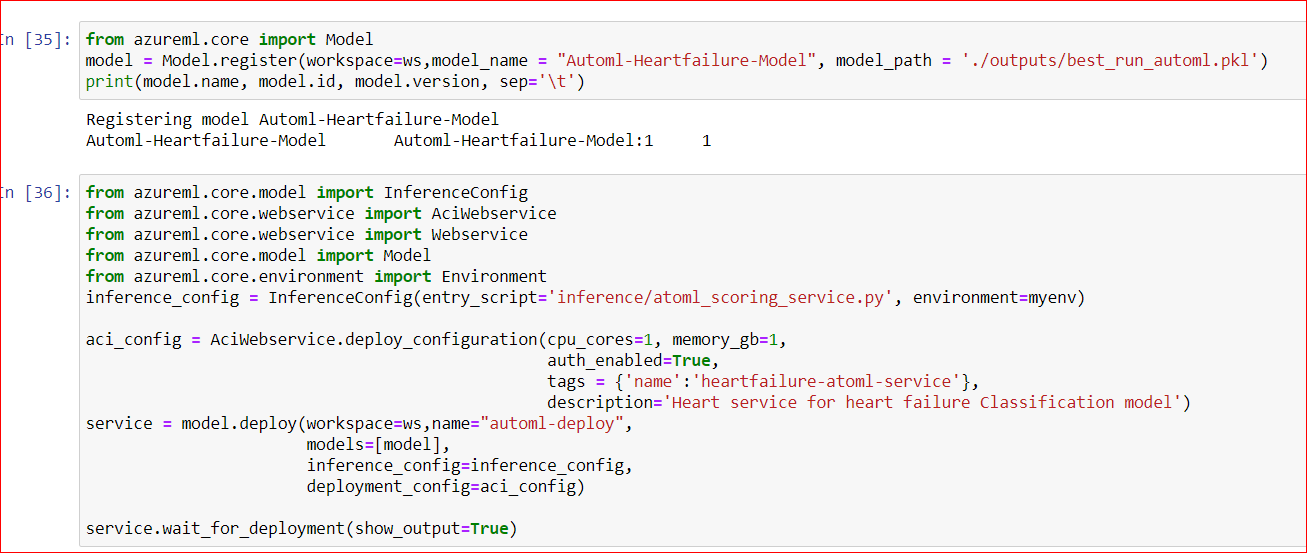 n [35]: from azureml.core import Model
model = Model.register(workspace=ws,model_name = "Automl-Heartfailure-Model", model_path = './outputs/best_run_automl.pkl')
print(model.name, model.id, model.version, sep='\t')
Registering model Automl-Heartfailure-Model
Automl-Heartfailure-Model	Automl-Heartfailure-Model:1	1
n [36]: from azureml.core.model import InferenceConfig
from azureml.core.webservice import AciWebservice
from azureml.core.webservice import Webservice
from azureml.core.model import Model
from azureml.core.environment import Environment
inference_config = InferenceConfig(entry_script='inference/atoml_scoring_service.py', environment=myenv)
aci_config = AciWebservice.deploy_configuration(cpu_cores=1, memory_gb=1,
auth_enabled=True,
tags = {'name':'heartfailure-atoml-service'},
description='Heart service for heart failure Classification model')
service = model.deploy(workspace=ws,name="automl-deploy",
models=[model],
inference_config=inference_config,
deployment_config=aci_config)
service.wait_for_deployment(show_output=True)